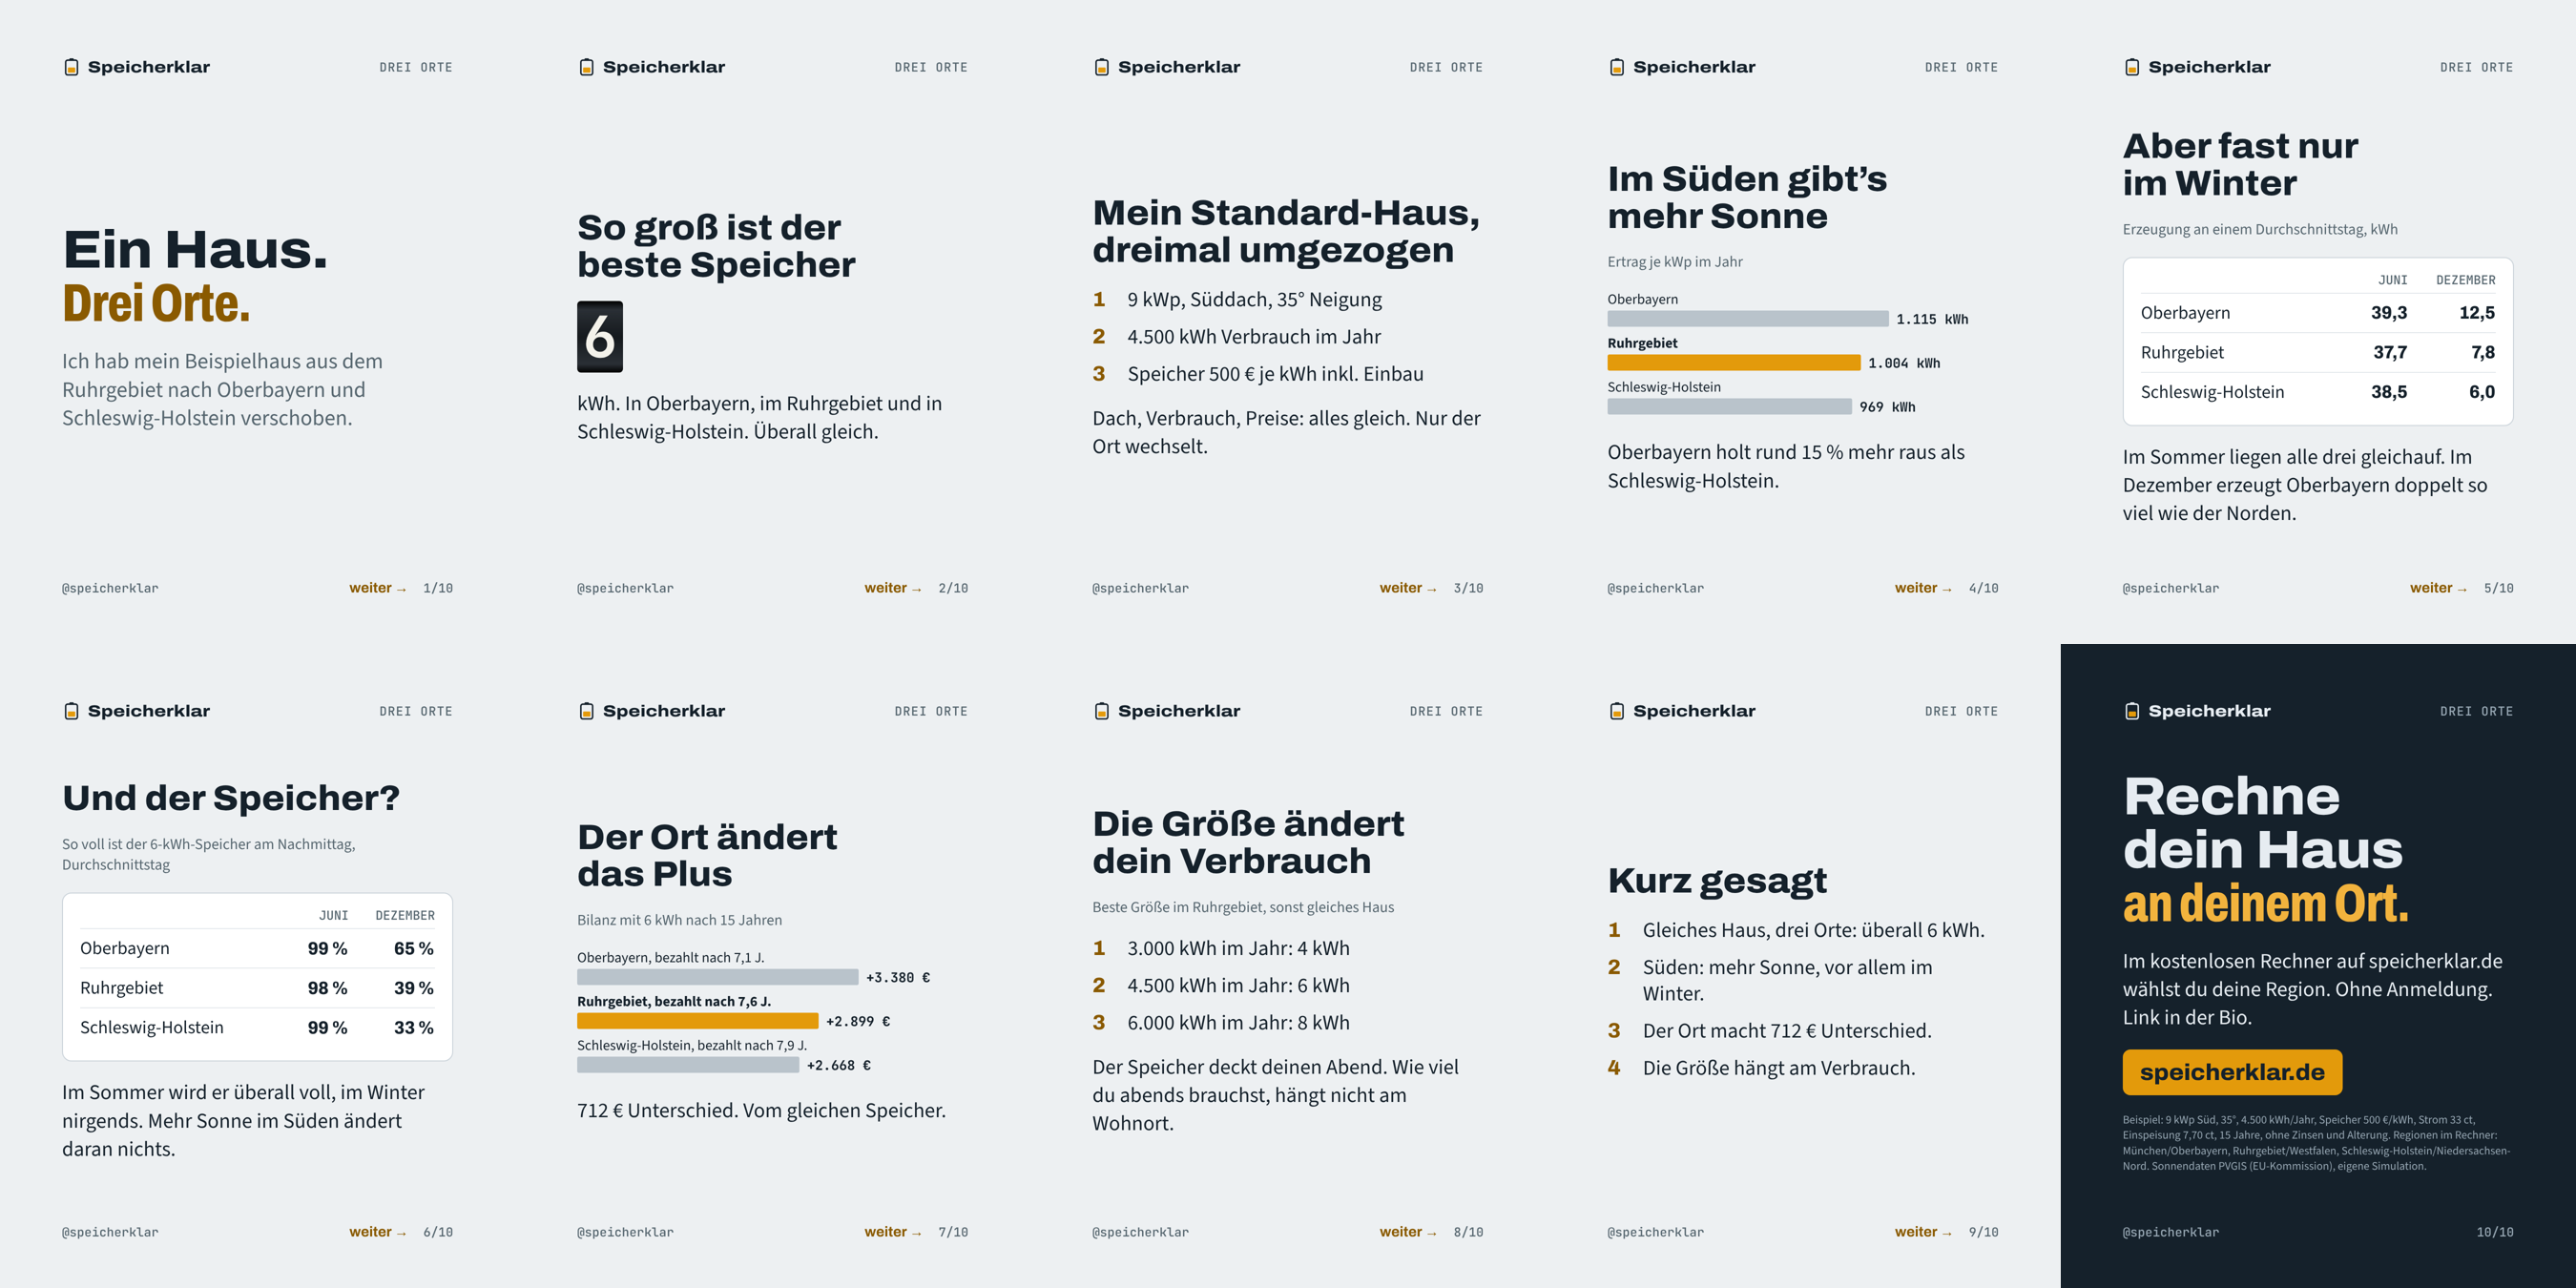 Speicherklar
DREI ORTE
Ein Haus.
Drei Orte.
Ich hab mein Beispielhaus aus dem
Ruhrgebiet nach Oberbayern und
Schleswig-Holstein verschoben.
@speicherklar
weiter → 1/10
Speicherklar
DREI ORTE
So groß ist der
beste Speicher
6
kWh. In Oberbayern, im Ruhrgebiet und in
Schleswig-Holstein. Überall gleich.
@speicherklar
weiter → 2/10
Speicherklar
DREI ORTE
Mein Standard-Haus,
dreimal umgezogen
1 9 kWp, Süddach, 35° Neigung
2 4.500 kWh Verbrauch im Jahr
3 Speicher 500 € je kWh inkl. Einbau
Dach, Verbrauch, Preise: alles gleich. Nur der
Ort wechselt.
@speicherklar
weiter → 3/10
Speicherklar
DREI ORTE
Im Süden gibt’s
mehr Sonne
Ertrag je kWp im Jahr
Oberbayern
1.115 kWh
Ruhrgebiet
1.004 kWh
Schleswig-Holstein
969 kWh
Oberbayern holt rund 15 % mehr raus als
Schleswig-Holstein.
@speicherklar
weiter → 4/10
Speicherklar
DREI ORTE
Aber fast nur
im Winter
Erzeugung an einem Durchschnittstag, kWh
JUNI DEZEMBER
Oberbayern 39,3 12,5
Ruhrgebiet 37,7 7,8
Schleswig-Holstein 38,5 6,0
Im Sommer liegen alle drei gleichauf. Im
Dezember erzeugt Oberbayern doppelt so
viel wie der Norden.
@speicherklar
weiter → 5/10
Speicherklar
DREI ORTE
Und der Speicher?
So voll ist der 6-kWh-Speicher am Nachmittag,
Durchschnittstag
JUNI DEZEMBER
Oberbayern 99 % 65 %
Ruhrgebiet 98 % 39 %
Schleswig-Holstein 99 % 33 %
Im Sommer wird er überall voll, im Winter
nirgends. Mehr Sonne im Süden ändert
daran nichts.
@speicherklar
weiter → 6/10
Speicherklar
DREI ORTE
Der Ort ändert
das Plus
Bilanz mit 6 kWh nach 15 Jahren
Oberbayern, bezahlt nach 7,1 J.
+3.380 €
Ruhrgebiet, bezahlt nach 7,6 J.
+2.899 €
Schleswig-Holstein, bezahlt nach 7,9 J.
+2.668 €
712 € Unterschied. Vom gleichen Speicher.
@speicherklar
weiter → 7/10
Speicherklar
DREI ORTE
Die Größe ändert
dein Verbrauch
Beste Größe im Ruhrgebiet, sonst gleiches Haus
1 3.000 kWh im Jahr: 4 kWh
2 4.500 kWh im Jahr: 6 kWh
3 6.000 kWh im Jahr: 8 kWh
Der Speicher deckt deinen Abend. Wie viel
du abends brauchst, hängt nicht am
Wohnort.
@speicherklar
weiter → 8/10
Speicherklar
DREI ORTE
Kurz gesagt
1 Gleiches Haus, drei Orte: überall 6 kWh.
2 Süden: mehr Sonne, vor allem im
Winter.
3 Der Ort macht 712 € Unterschied.
4 Die Größe hängt am Verbrauch.
@speicherklar
weiter → 9/10
Speicherklar
DREI ORTE
Rechne
dein Haus
an deinem Ort.
Im kostenlosen Rechner auf speicherklar.de
wählst du deine Region. Ohne Anmeldung.
Link in der Bio.
speicherklar.de
Beispiel: 9 kWp Süd, 35°, 4.500 kWh/Jahr, Speicher 500 €/kWh, Strom 33 ct,
Einspeisung 7,70 ct, 15 Jahre, ohne Zinsen und Alterung. Regionen im Rechner:
München/Oberbayern, Ruhrgebiet/Westfalen, Schleswig-Holstein/Niedersachsen-
Nord. Sonnendaten PVGIS (EU-Kommission), eigene Simulation.
@speicherklar
10/10